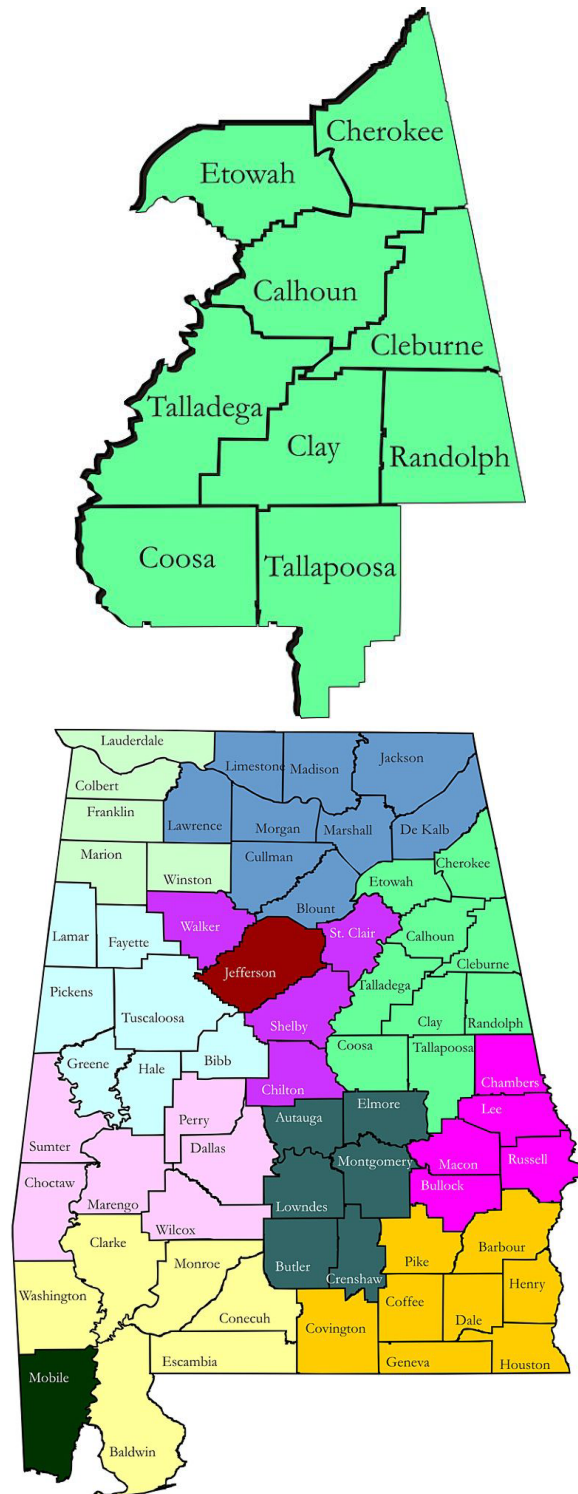 Cherokee
Etowah
Calhoun
Cleburne
Talladega
Clay
Randolph
Coosa
Tallapoosa
Lauderdale
Limestone
Madison
Jackson
Colbert
Franklin
Lawrence
Morgan
Marshall
De Kalb
Marion
Winston
Cullman
Cherokee
Etowah
Blount
Walker
St. Clair
Lamar
Fayette
Calhoun
Jefferson
Cleburne
Pickens
Talladega
Tuscaloosa
Shelby
Clay
Randolph
Greene
Hale
Bibb
Coosa
Tallapoosa
Chilton
Chambers
Perry
Autauga
Elmore
Lee
Sumter
Dallas
Montgomery
Macon
Russell
Choctaw
Marengo
Lowndes
Bullock
Wilcox
Clarke
Monroe
Butler
Crenshaw
Pike
Barbour
Washington
Conecuh
Covington
Coffee
Dale
Henry
Escambia
Geneva
Houston
Mobile
Baldwin